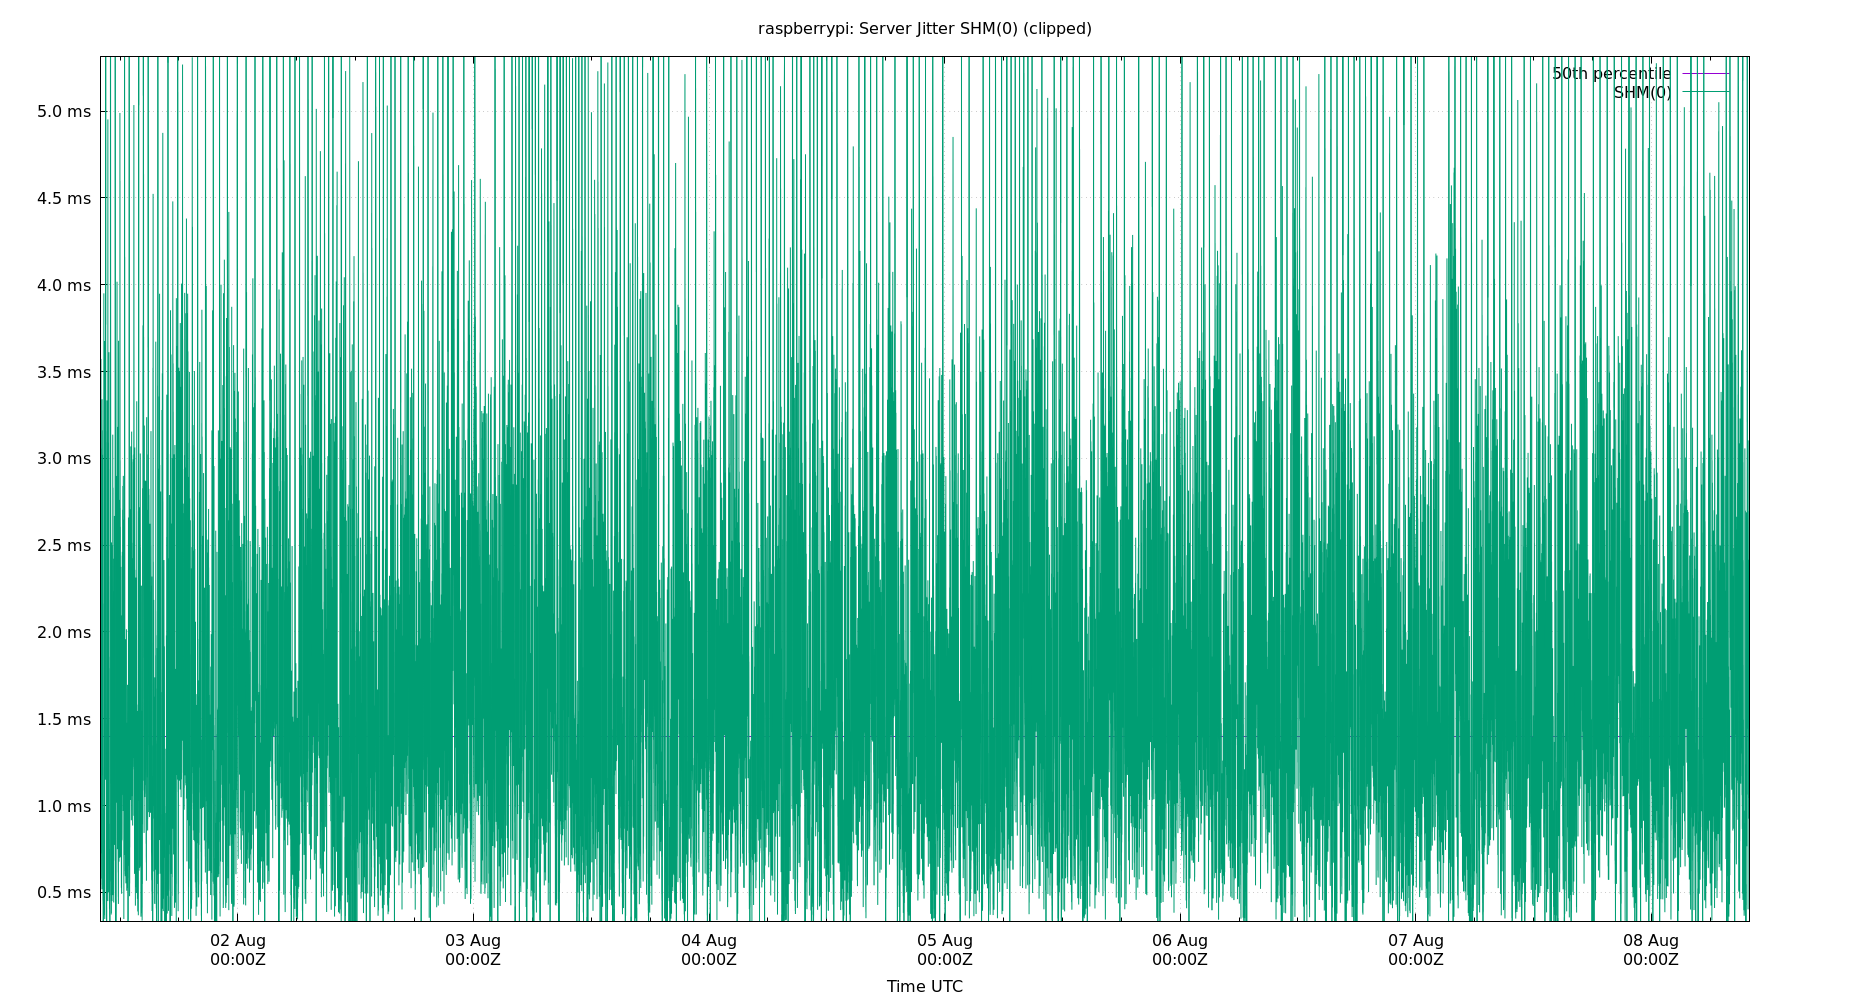 raspberrypi: Server Jitter SHM(0) (clipped)
50th percentile
SHM(0)
5.0 ms
4.5 ms
4.0 ms
3.5 ms
3.0 ms
2.5 ms
2.0 ms
1.5 ms
1.0 ms
0.5 ms
02 Aug 03 Aug 04 Aug 05 Aug 06 Aug 07 Aug 08 Aug
00:00Z 00:00Z 00:00Z 00:00Z 00:00Z 00:00Z 00:00Z
Time UTC